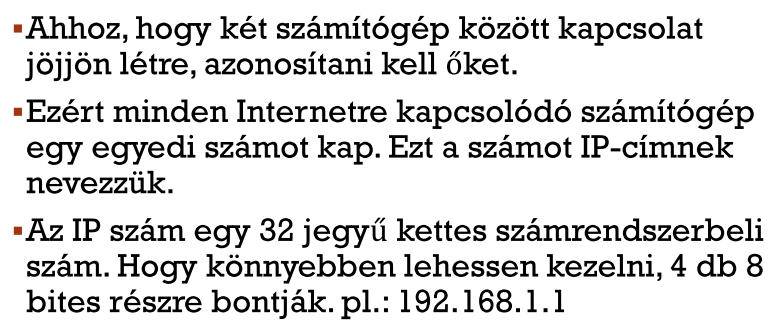 ▪Ahhoz, hogy két számítógép között kapcsolat
jöjjön létre, azonosítani kell őket.
▪Ezért minden Internetre kapcsolódó számítógép
egy egyedi számot kap. Ezt a számot IP-címnek
nevezzük.
▪Az IP szám egy 32 jegyű kettes számrendszerbeli
szám. Hogy könnyebben lehessen kezelni, 4 db 8
bites részre bontják. pl.: 192.168.1.1